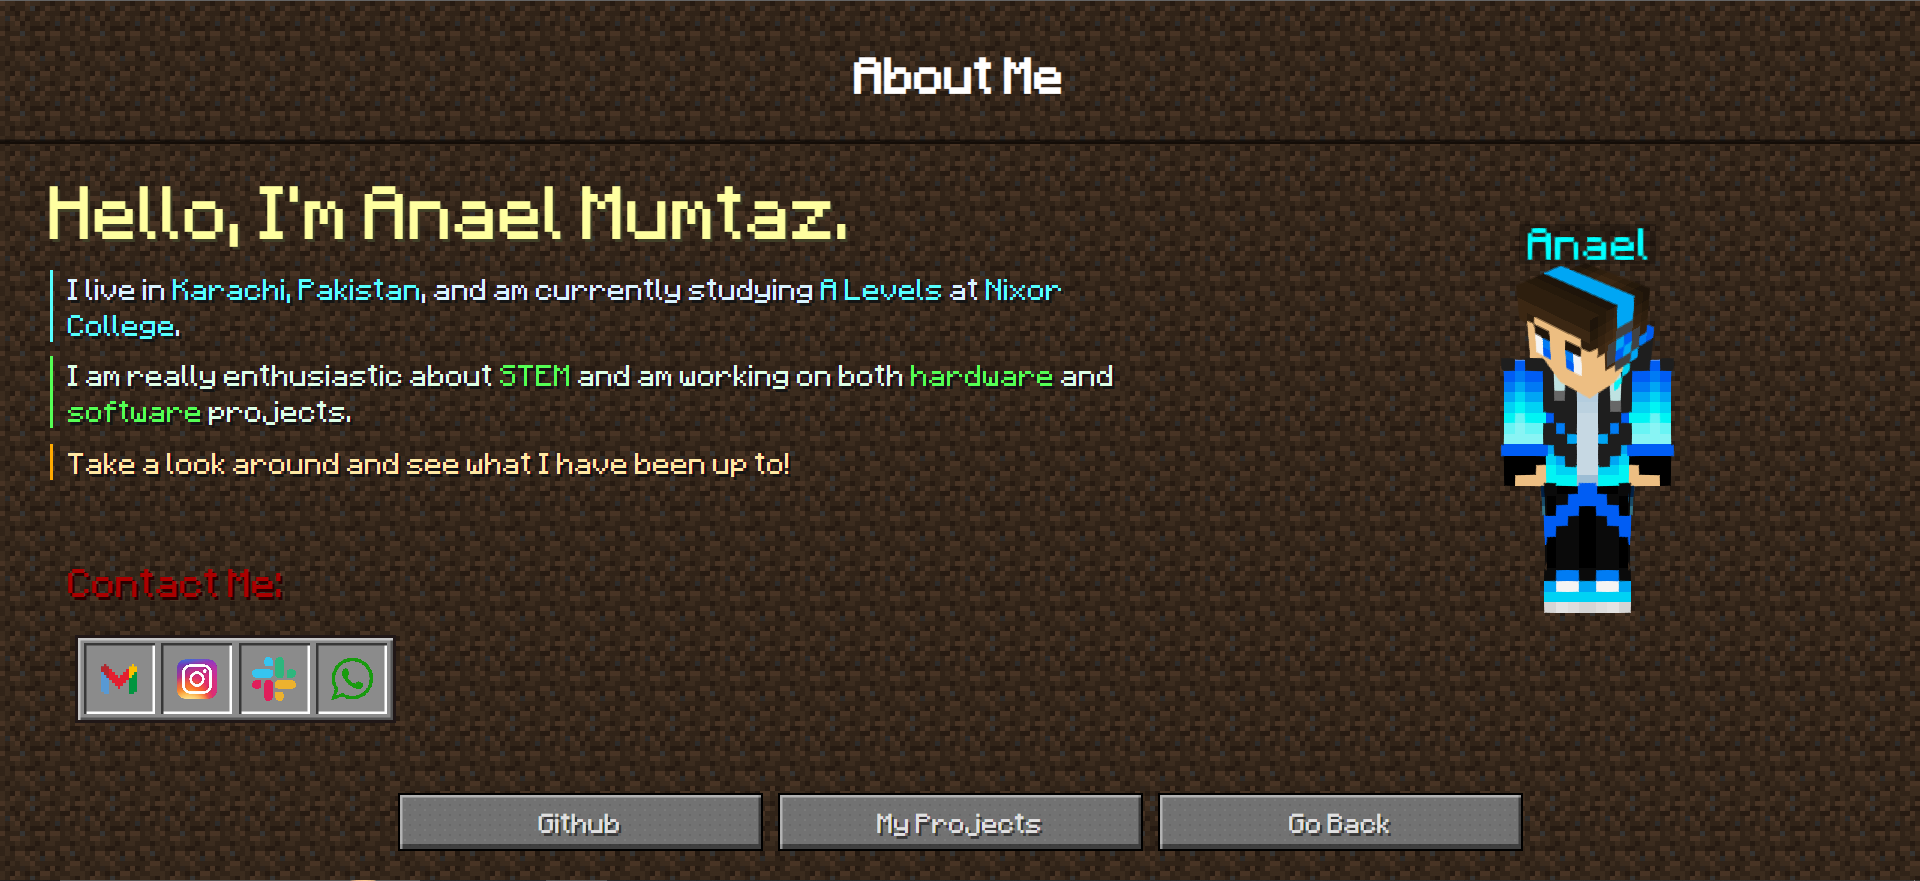 About Me
Hello, I'm Anael Mumtaz.
Anael
I live in Karachi, Pakistan, and am currently studying A Levels at Nixor
College.
I am really enthusiastic about STEM and am working on both hardware and
software projects.
Take a look around and see what I have been up to!
Contact Me:
Github
My Projects
Go Back